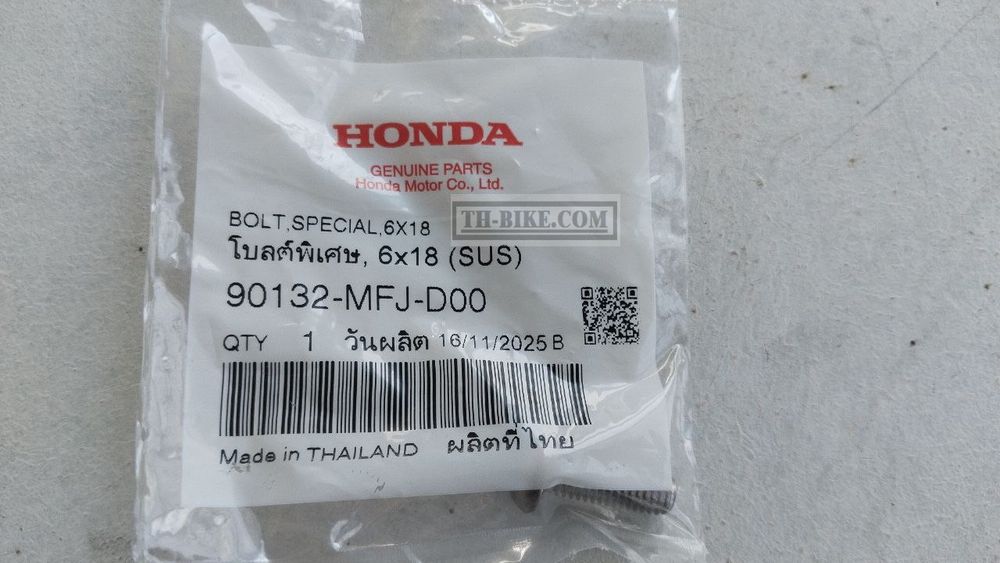 HONDA
GENUINE PARTS
Honda Motor Co., Ltd.
TH-BIKE.COM
BOLT,SPECIAL,6X18
โบลต์พิเศษ, 6x18 (SUS)
90132-MFJ-D00
QTY 1 วันผลิต 16/11/2025 B
Made in THAILAND ผลิตที่ไทย